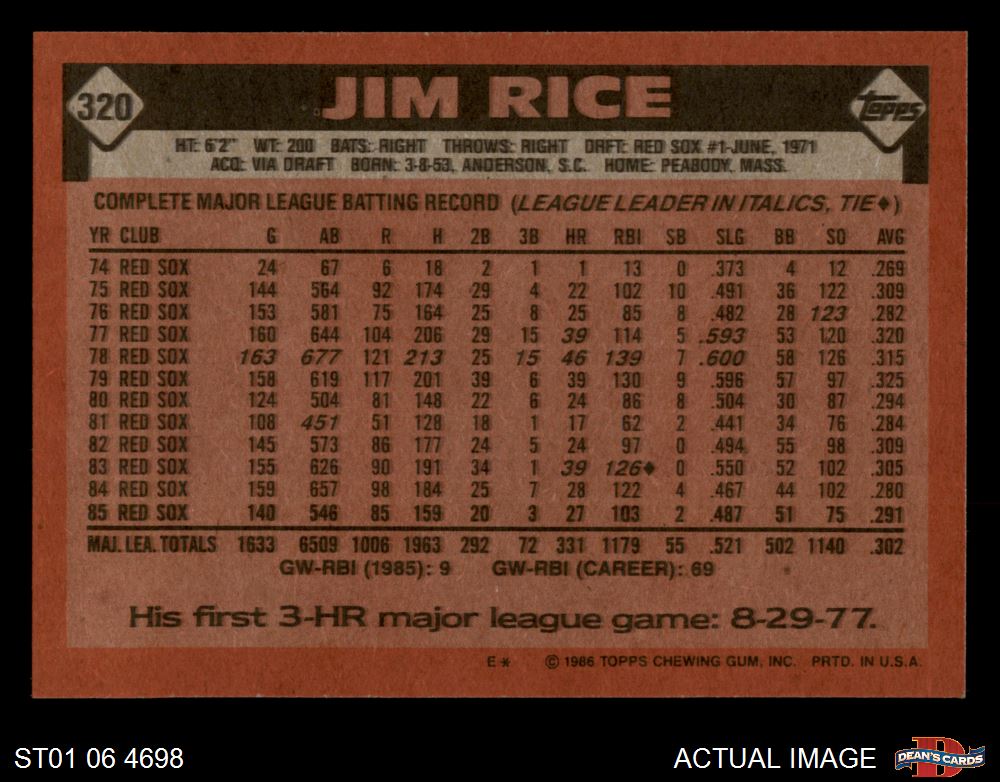 320 JIM RICE Topps
HT: 6'2" WT: 200 BATS: RIGHT THROWS: RIGHT DRFT: RED SOX #1-JUNE, 1971
ACQ: VIA DRAFT BORN: 3-8-53, ANDERSON, S.C. HOME: PEABODY, MASS.
COMPLETE MAJOR LEAGUE BATTING RECORD (LEAGUE LEADER IN ITALICS, TIE♦)
YR CLUB G AB R H 2B 3B HR RBI SB SLG BB SO AVG
74 RED SOX 24 67 6 18 2 1 1 13 0 .373 4 12 .269
75 RED SOX 144 564 92 174 29 4 22 102 10 .491 36 122 .309
76 RED SOX 153 581 75 164 25 8 25 85 8 .482 28 123 .282
77 RED SOX 160 644 104 206 29 15 39 114 5 .593 53 120 .320
78 RED SOX 163 677 121 213 25 15 46 139 7 .600 58 126 .315
79 RED SOX 158 619 117 201 39 6 39 130 9 .596 57 97 .325
80 RED SOX 124 504 81 148 22 6 24 86 8 .504 30 87 .294
81 RED SOX 108 451 51 128 18 1 17 62 2 .441 34 76 .284
82 RED SOX 145 573 86 177 24 5 24 97 0 .494 55 98 .309
83 RED SOX 155 626 90 191 34 1 39 126♦ 0 .550 52 102 .305
84 RED SOX 159 657 98 184 25 7 28 122 4 .467 44 102 .280
85 RED SOX 140 546 85 159 20 3 27 103 2 .487 51 75 .291
MAJ. LEA. TOTALS 1633 6509 1006 1963 292 72 331 1179 55 .521 502 1140 .302
GW-RBI (1985): 9 GW-RBI (CAREER): 69
His first 3-HR major league game: 8-29-77.
E* © 1986 TOPPS CHEWING GUM, INC. PRTD. IN U.S.A.
ST01 06 4698 ACTUAL IMAGE D DEAN'S CARDS